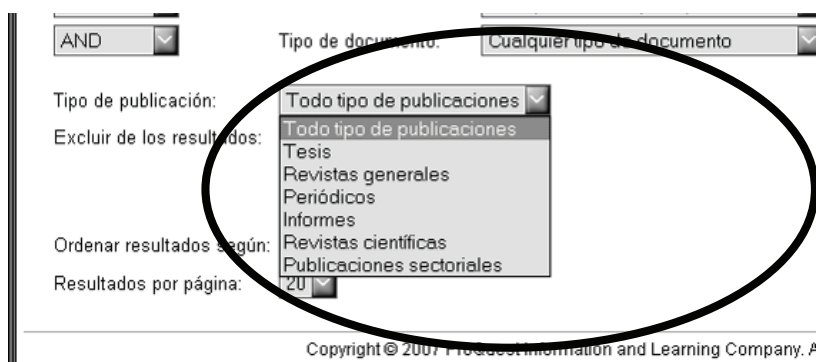 AND Tipo de documento: Cualquier tipo de documento
Tipo de publicación: Todo tipo de publicaciones
Todo tipo de publicaciones
Excluir de los resultados:
Tesis
Revistas generales
Periódicos
Informes
Ordenar resultados según: Revistas científicas
Publicaciones sectoriales
Resultados por página: 20
Copyright © 2007 ProQuest Information and Learning Company. A